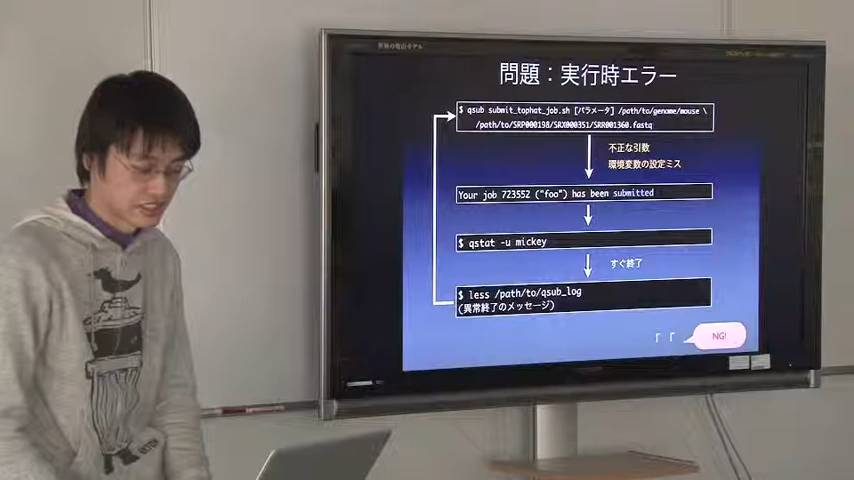 問題：実行時エラー
$ qsub submit_tophat_job.sh [パラメータ] /path/to/genome/mouse \
/path/to/SRP000198/SRX000351/SRR001360.fastq
不正な引数
環境変数の設定ミス
Your job 723552 ("foo") has been submitted
$ qstat -u mickey
すぐ終了
$ less /path/to/qsub_log
(異常終了のメッセージ)
NG!